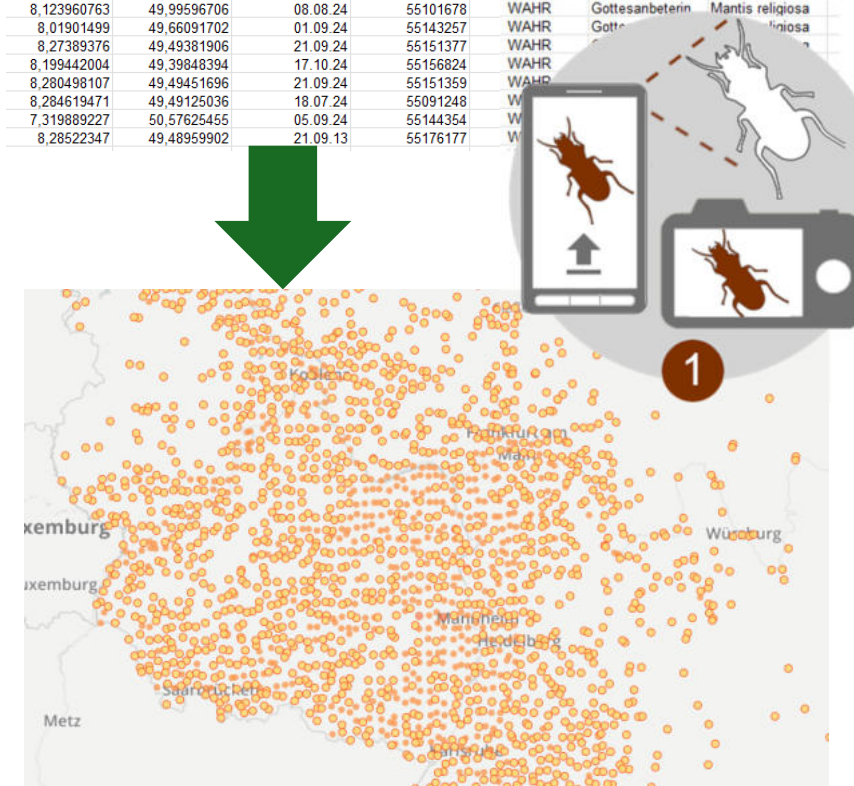 8,123960763 49,99596706 08.08.24 55101678 WAHR Gottesanbeterin Mantis religiosa
8,01901499 49,66091702 01.09.24 55143257 WAHR
8,27389376 49,49381906 21.09.24 55151377 WAHR
8,199442004 49,39848394 17.10.24 55156824 WAHR
8,280498107 49,49451696 21.09.24 55151359
8,284619471 49,49125036 18.07.24 55091248
7,319889227 50,57625455 05.09.24 55144354
8,28522347 49,48959902 21.09.13 55176177
1
Koblenz
Frankfurt am
Main
xemburg
Würzburg
uxemburg
Mannheim
Heidelberg
Saarbrücken
Metz
Karlsruhe